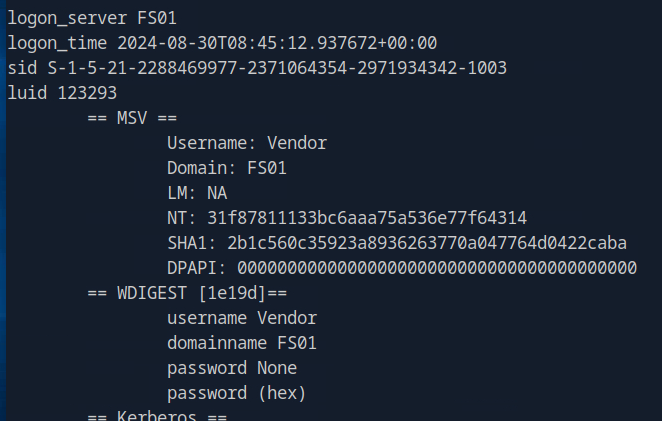 logon_server FS01
logon_time 2024-08-30T08:45:12.937672+00:00
sid S-1-5-21-2288469977-2371064354-2971934342-1003
luid 123293
== MSV ==
Username: Vendor
Domain: FS01
LM: NA
NT: 31f87811133bc6aaa75a536e77f64314
SHA1: 2b1c560c35923a8936263770a047764d0422caba
DPAPI: 0000000000000000000000000000000000000000
== WDIGEST [1e19d]==
username Vendor
domainname FS01
password None
password (hex)
== Kerberos ==